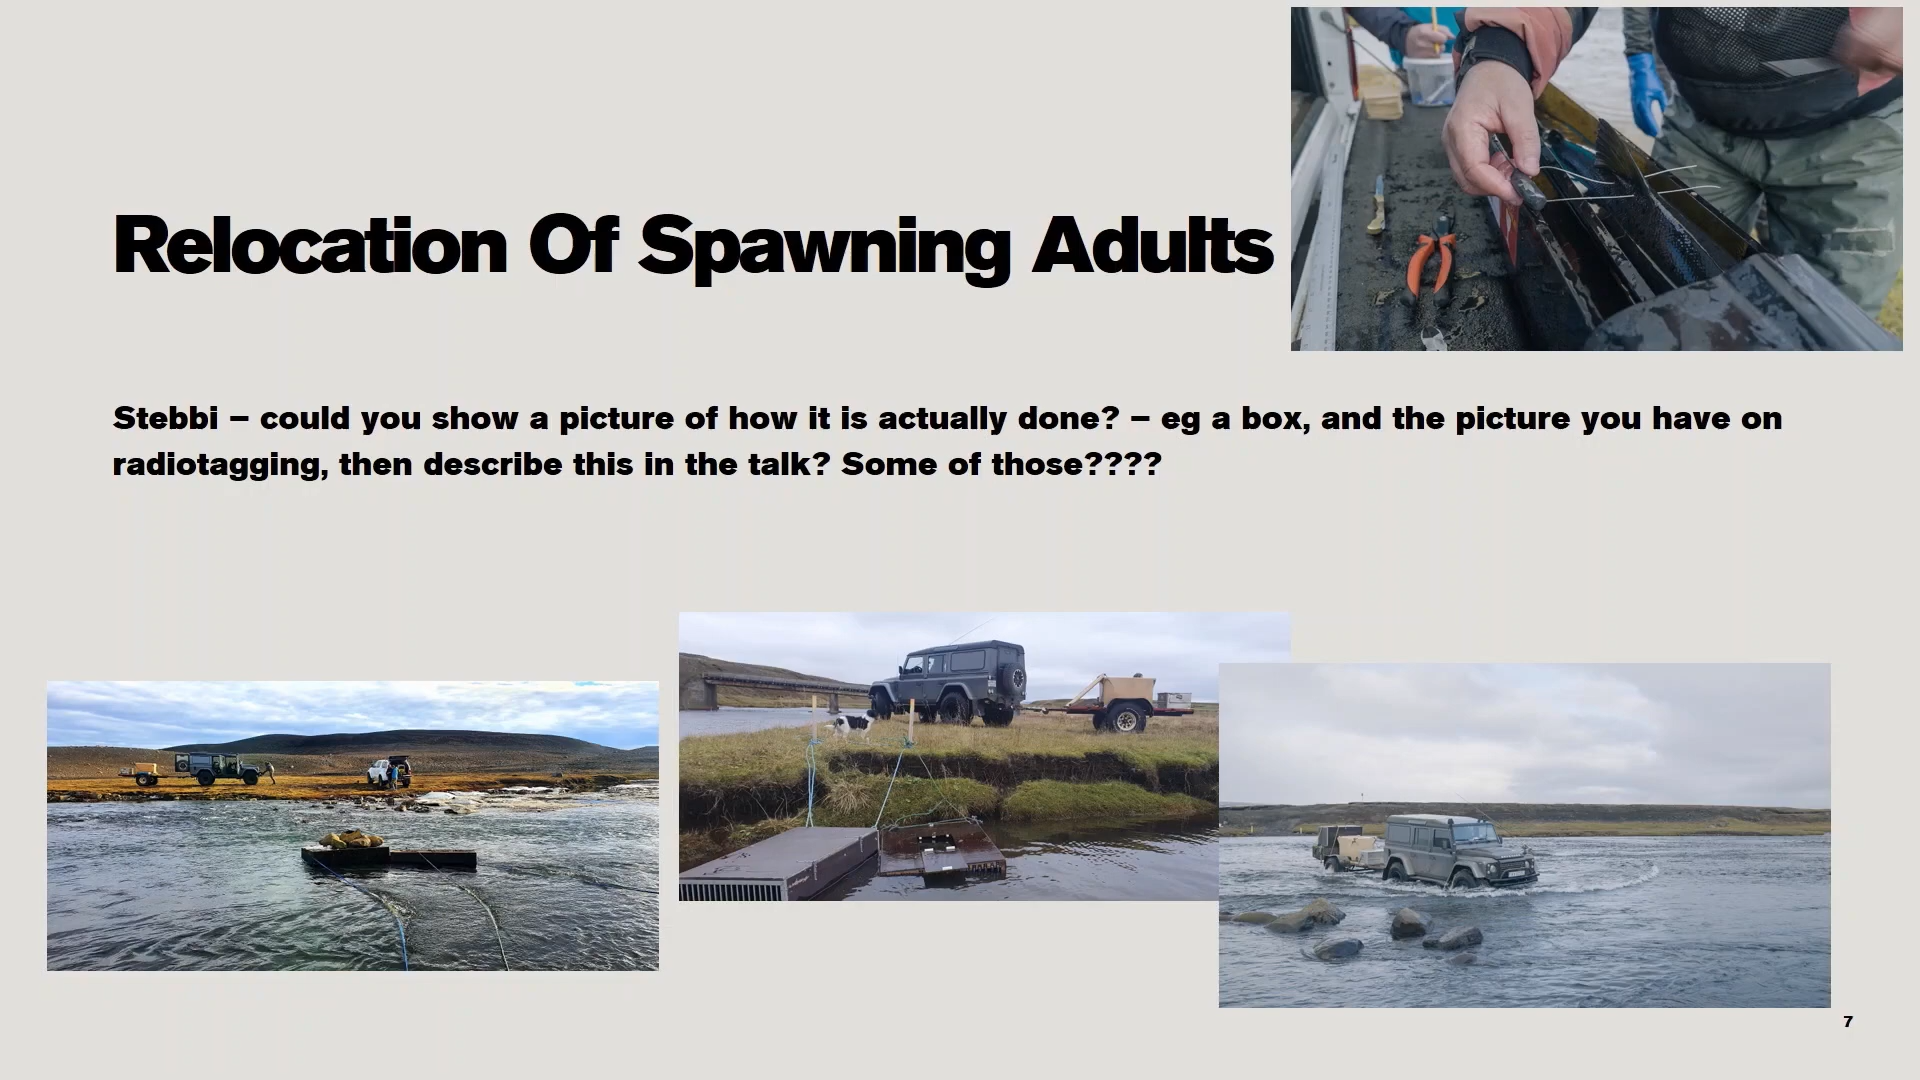 Relocation Of Spawning Adults
Stebbi – could you show a picture of how it is actually done? – eg a box, and the picture you have on
radiotagging, then describe this in the talk? Some of those????
7